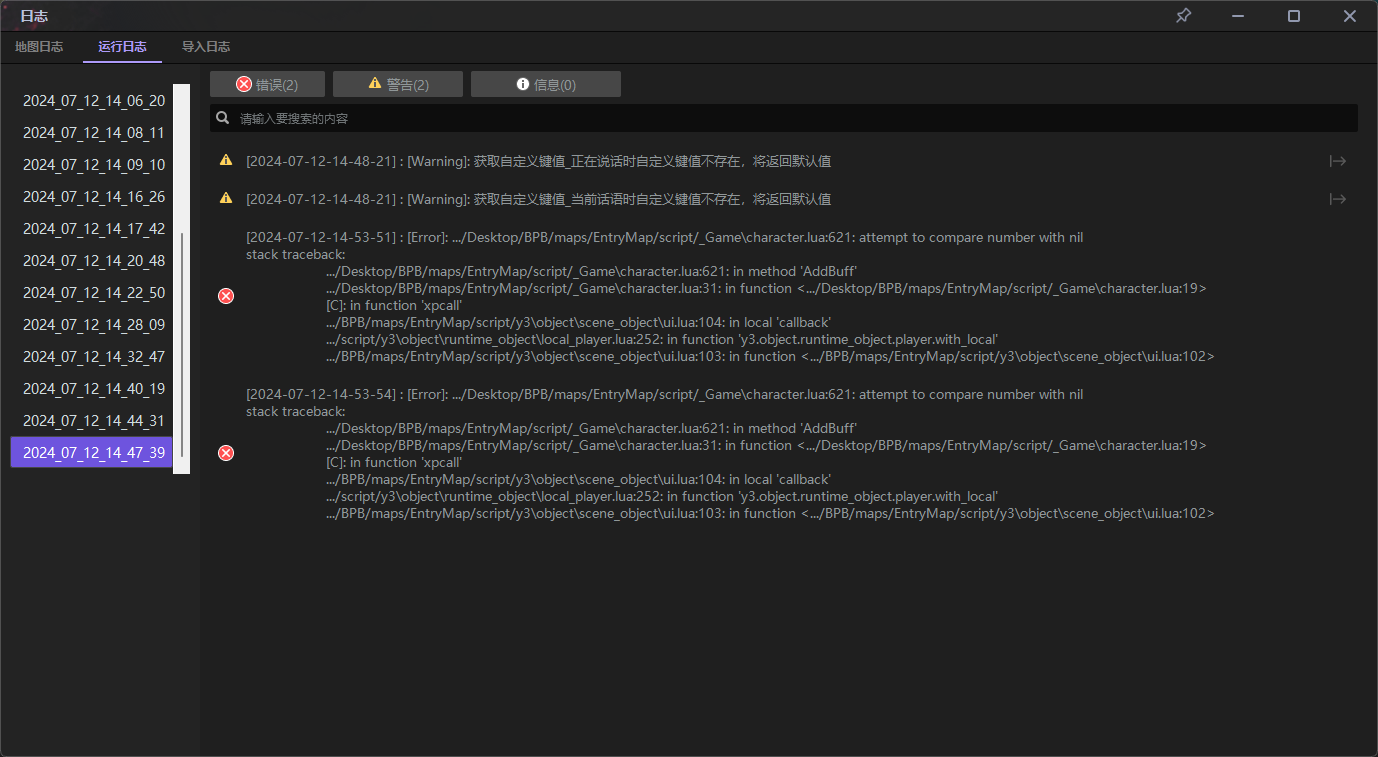 日志
地图日志 运行日志 导入日志
错误(2) 警告(2) 信息(0)
请输入要搜索的内容
2024_07_12_14_06_20
2024_07_12_14_08_11
2024_07_12_14_09_10
2024_07_12_14_16_26
2024_07_12_14_17_42
2024_07_12_14_20_48
2024_07_12_14_22_50
2024_07_12_14_28_09
2024_07_12_14_32_47
2024_07_12_14_40_19
2024_07_12_14_44_31
2024_07_12_14_47_39
[2024-07-12-14-48-21] : [Warning]: 获取自定义键值_正在说话时自定义键值不存在，将返回默认值
[2024-07-12-14-48-21] : [Warning]: 获取自定义键值_当前话语时自定义键值不存在，将返回默认值
[2024-07-12-14-53-51] : [Error]: .../Desktop/BPB/maps/EntryMap/script/_Game\character.lua:621: attempt to compare number with nil
stack traceback:
.../Desktop/BPB/maps/EntryMap/script/_Game\character.lua:621: in method 'AddBuff'
.../Desktop/BPB/maps/EntryMap/script/_Game\character.lua:31: in function <.../Desktop/BPB/maps/EntryMap/script/_Game\character.lua:19>
[C]: in function 'xpcall'
.../BPB/maps/EntryMap/script/y3\object\scene_object\ui.lua:104: in local 'callback'
.../script/y3\object\runtime_object\local_player.lua:252: in function 'y3.object.runtime_object.player.with_local'
.../BPB/maps/EntryMap/script/y3\object\scene_object\ui.lua:103: in function <.../BPB/maps/EntryMap/script/y3\object\scene_object\ui.lua:102>
[2024-07-12-14-53-54] : [Error]: .../Desktop/BPB/maps/EntryMap/script/_Game\character.lua:621: attempt to compare number with nil
stack traceback:
.../Desktop/BPB/maps/EntryMap/script/_Game\character.lua:621: in method 'AddBuff'
.../Desktop/BPB/maps/EntryMap/script/_Game\character.lua:31: in function <.../Desktop/BPB/maps/EntryMap/script/_Game\character.lua:19>
[C]: in function 'xpcall'
.../BPB/maps/EntryMap/script/y3\object\scene_object\ui.lua:104: in local 'callback'
.../script/y3\object\runtime_object\local_player.lua:252: in function 'y3.object.runtime_object.player.with_local'
.../BPB/maps/EntryMap/script/y3\object\scene_object\ui.lua:103: in function <.../BPB/maps/EntryMap/script/y3\object\scene_object\ui.lua:102>